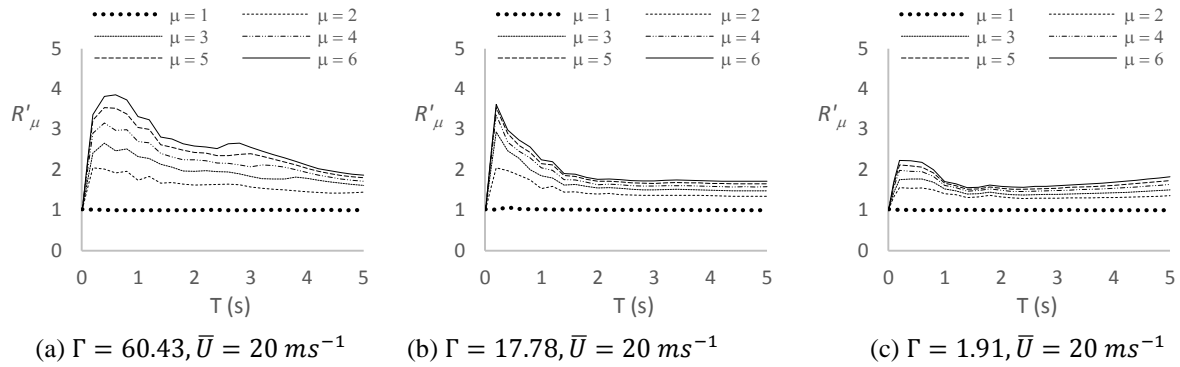 μ = 1 μ = 2
μ = 3 μ = 4
μ = 5 μ = 6
5
4
3
2
1
0
R'μ
0 1 2 3 4 5
T (s)
(a) Γ = 60.43, U̅ = 20 ms⁻¹
μ = 1 μ = 2
μ = 3 μ = 4
μ = 5 μ = 6
5
4
3
2
1
0
R'μ
0 1 2 3 4 5
T (s)
(b) Γ = 17.78, U̅ = 20 ms⁻¹
μ = 1 μ = 2
μ = 3 μ = 4
μ = 5 μ = 6
5
4
3
2
1
0
R'μ
0 1 2 3 4 5
T (s)
(c) Γ = 1.91, U̅ = 20 ms⁻¹